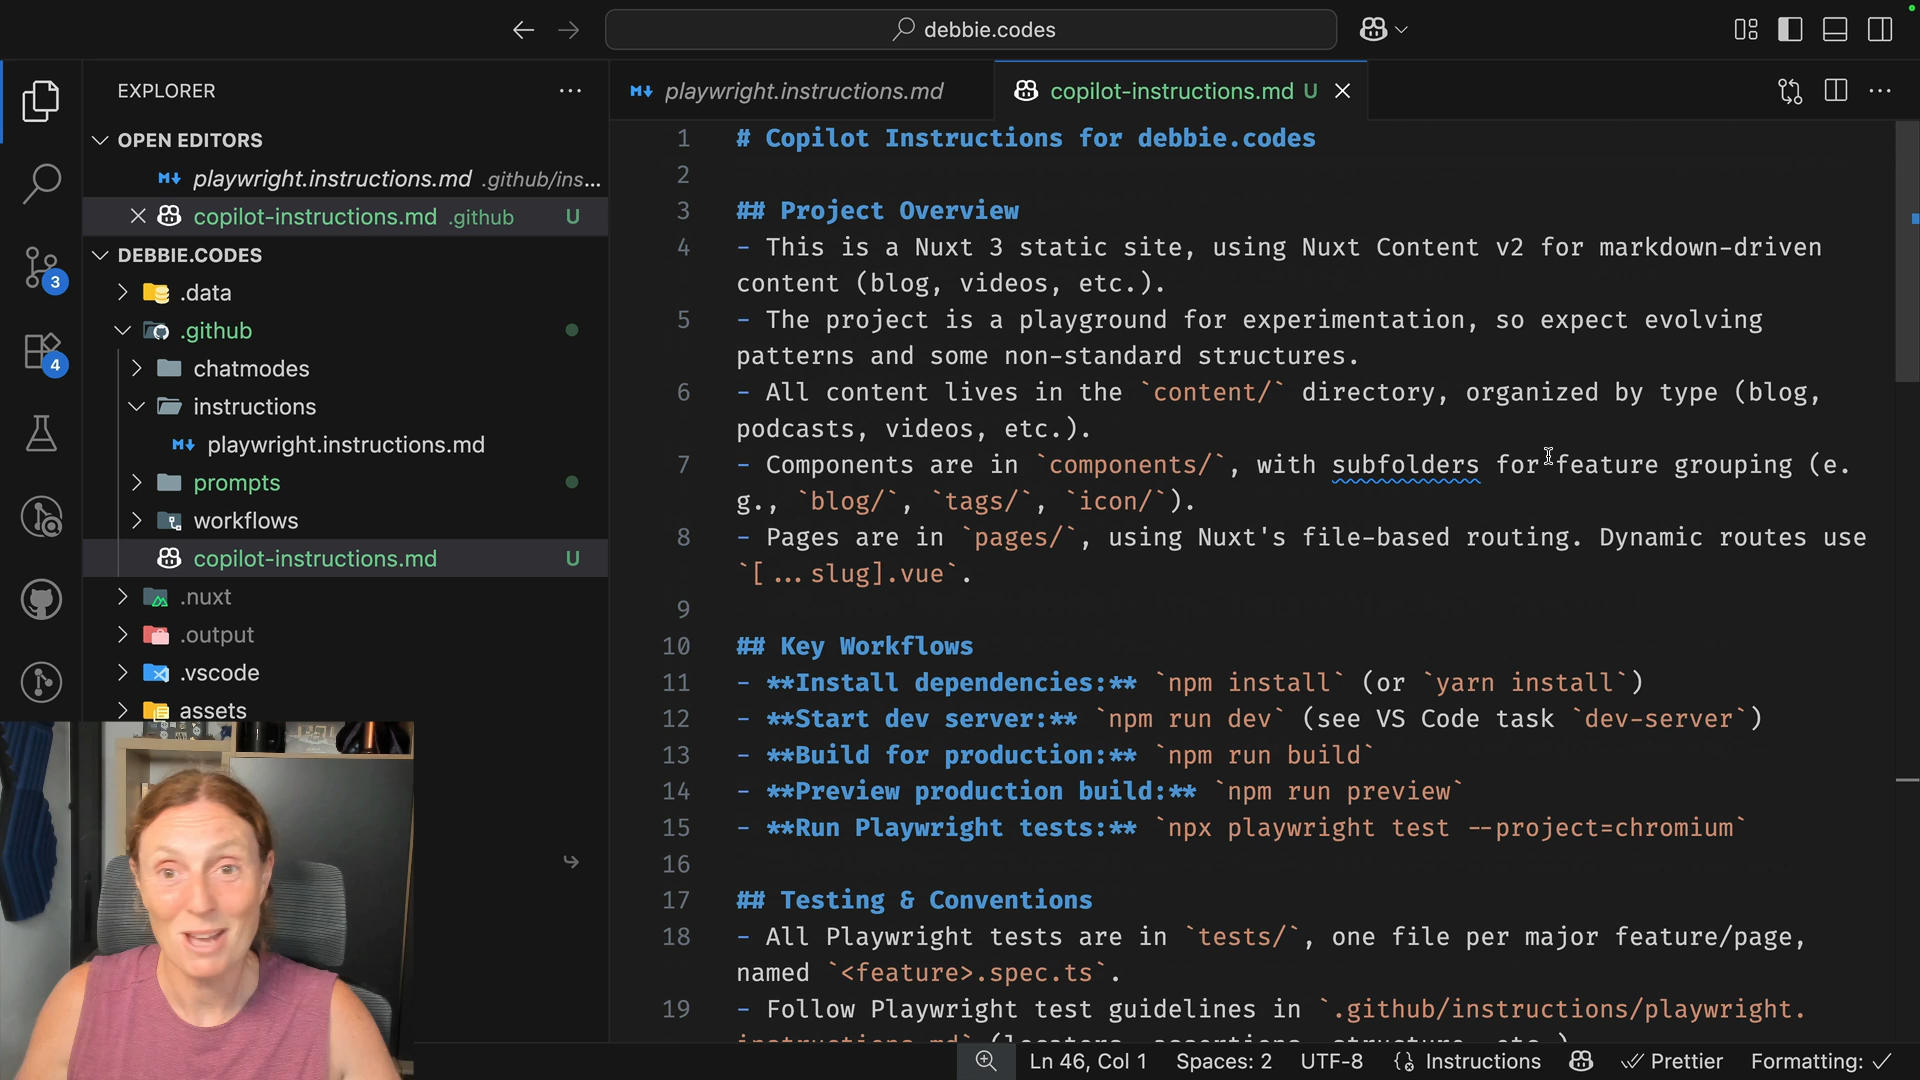 debbie.codes
EXPLORER
OPEN EDITORS
playwright.instructions.md .github/ins...
copilot-instructions.md .github U
DEBBIE.CODES
.data
.github
chatmodes
instructions
playwright.instructions.md
prompts
workflows
copilot-instructions.md U
.nuxt
.output
.vscode
assets
3
4
playwright.instructions.md
copilot-instructions.md U
1 # Copilot Instructions for debbie.codes
2
3 ## Project Overview
4 - This is a Nuxt 3 static site, using Nuxt Content v2 for markdown-driven
content (blog, videos, etc.).
5 - The project is a playground for experimentation, so expect evolving
patterns and some non-standard structures.
6 - All content lives in the `content/` directory, organized by type (blog,
podcasts, videos, etc.).
7 - Components are in `components/`, with subfolders for feature grouping (e.
g., `blog/`, `tags/`, `icon/`).
8 - Pages are in `pages/`, using Nuxt's file-based routing. Dynamic routes use
`[...slug].vue`.
9
10 ## Key Workflows
11 - **Install dependencies:** `npm install` (or `yarn install`)
12 - **Start dev server:** `npm run dev` (see VS Code task `dev-server`)
13 - **Build for production:** `npm run build`
14 - **Preview production build:** `npm run preview`
15 - **Run Playwright tests:** `npx playwright test --project=chromium`
16
17 ## Testing & Conventions
18 - All Playwright tests are in `tests/`, one file per major feature/page,
named `<feature>.spec.ts`.
19 - Follow Playwright test guidelines in `.github/instructions/playwright.
instructions.md` (locators, assertions, structure, etc.)
Ln 46, Col 1 Spaces: 2 UTF-8 Instructions Prettier Formatting: ✓